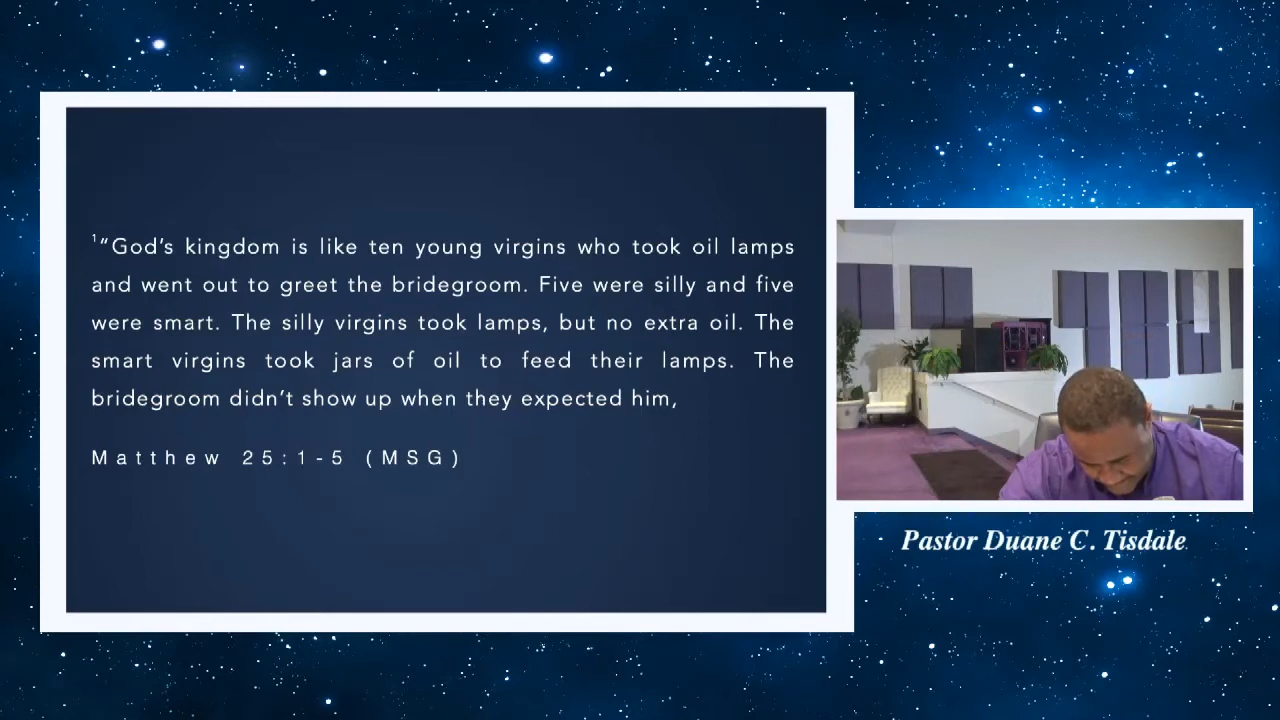 ¹“God’s kingdom is like ten young virgins who took oil lamps
and went out to greet the bridegroom. Five were silly and five
were smart. The silly virgins took lamps, but no extra oil. The
smart virgins took jars of oil to feed their lamps. The
bridegroom didn’t show up when they expected him,
Matthew 25:1-5 (MSG)
Pastor Duane C. Tisdale